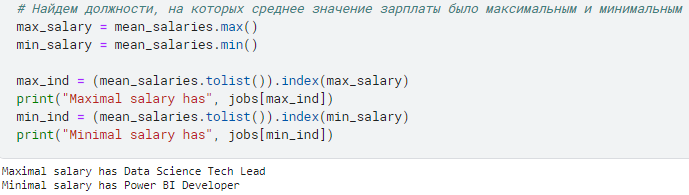 # Найдем должности, на которых среднее значение зарплаты было максимальным и минимальным
max_salary = mean_salaries.max()
min_salary = mean_salaries.min()
max_ind = (mean_salaries.tolist()).index(max_salary)
print("Maximal salary has", jobs[max_ind])
min_ind = (mean_salaries.tolist()).index(min_salary)
print("Minimal salary has", jobs[min_ind])
Maximal salary has Data Science Tech Lead
Minimal salary has Power BI Developer